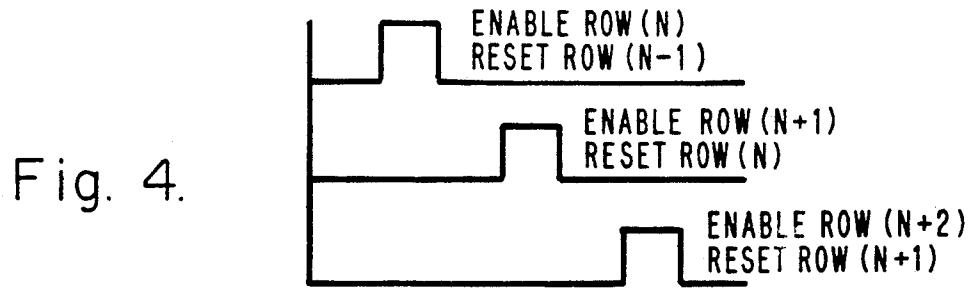 ENABLE ROW (N)
RESET ROW (N-1)
ENABLE ROW (N+1)
RESET ROW (N)
Fig. 4.
ENABLE ROW (N+2)
RESET ROW (N+1)